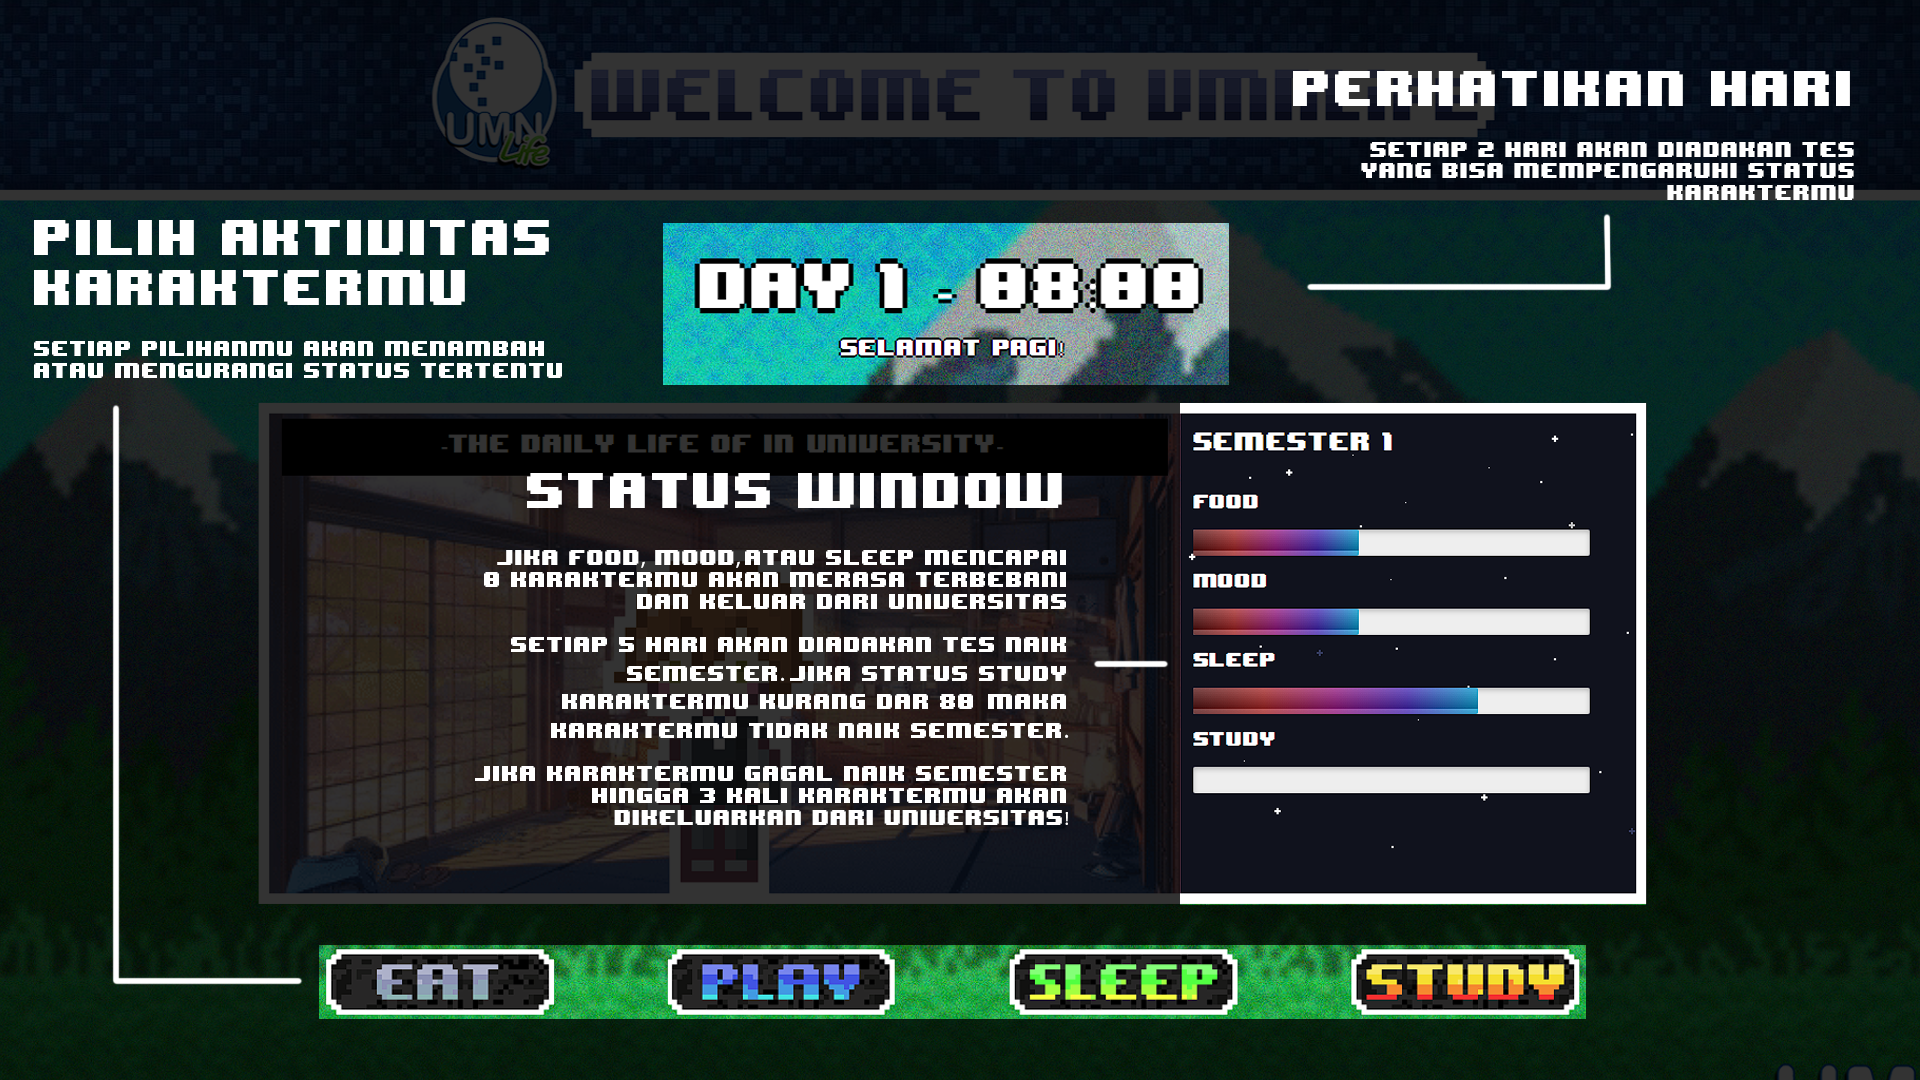 UMN
Life
WELCOME TO UMNLIFE
PERHATIKAN HARI
SETIAP 2 HARI AKAN DIADAKAN TES
YANG BISA MEMPENGARUHI STATUS
KARAKTERMU
PILIH AKTIVITAS
KARAKTERMU
SETIAP PILIHANMU AKAN MENAMBAH
ATAU MENGURANGI STATUS TERTENTU
DAY 1 - 08:00
SELAMAT PAGI!
-THE DAILY LIFE OF IN UNIVERSITY-
STATUS WINDOW
JIKA FOOD, MOOD,ATAU SLEEP MENCAPAI
0 KARAKTERMU AKAN MERASA TERBEBANI
DAN KELUAR DARI UNIVERSITAS
SETIAP 5 HARI AKAN DIADAKAN TES NAIK
SEMESTER.JIKA STATUS STUDY
KARAKTERMU KURANG DAR 80 MAKA
KARAKTERMU TIDAK NAIK SEMESTER.
JIKA KARAKTERMU GAGAL NAIK SEMESTER
HINGGA 3 KALI KARAKTERMU AKAN
DIKELUARKAN DARI UNIVERSITAS!
SEMESTER 1
FOOD
MOOD
SLEEP
STUDY
EAT
PLAY
SLEEP
STUDY